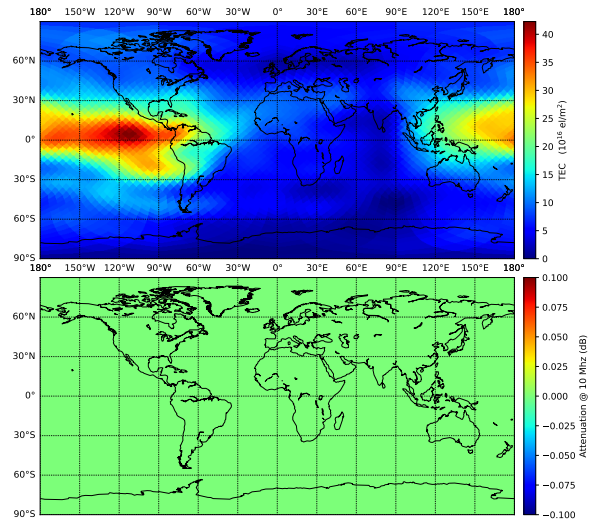 180° 150°W 120°W 90°W 60°W 30°W 0° 30°E 60°E 90°E 120°E 150°E 180°
60°N
30°N
0°
30°S
60°S
90°S
40
35
30
25
20
15
10
5
0
TEC (10¹⁶ el/m²)
180° 150°W 120°W 90°W 60°W 30°W 0° 30°E 60°E 90°E 120°E 150°E 180°
60°N
30°N
0°
30°S
60°S
90°S
0.100
0.075
0.050
0.025
0.000
−0.025
−0.050
−0.075
−0.100
Attenuation @ 10 Mhz (dB)